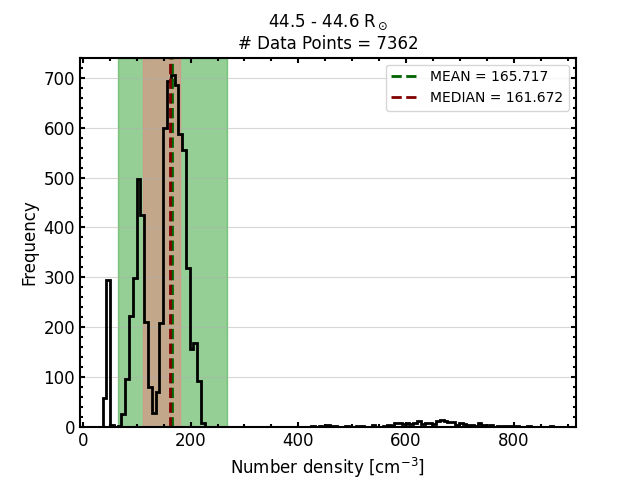 44.5 - 44.6 R⊙
# Data Points = 7362
MEAN = 165.717
MEDIAN = 161.672
Frequency
700
600
500
400
300
200
100
0
0 200 400 600 800
Number density [cm⁻³]